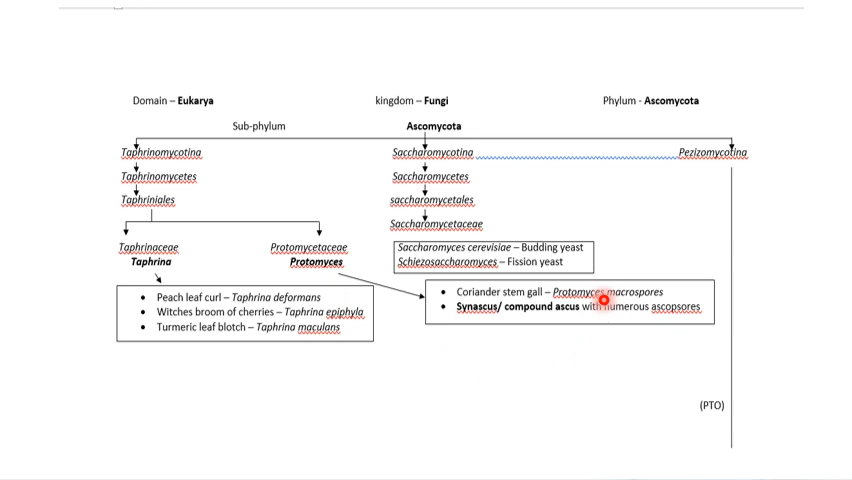 Domain – Eukarya kingdom – Fungi Phylum - Ascomycota
Sub-phylum Ascomycota
Taphrinomycotina Saccharomycotina Pezizomycotina
Taphrinomycetes Saccharomycetes
Taphriniales saccharomycetales
Saccharomycetaceae
Taphrinaceae Protomycetaceae Saccharomyces cerevisiae – Budding yeast
Taphrina Protomyces Schiezosaccharomyces – Fission yeast
• Peach leaf curl – Taphrina deformans
• Witches broom of cherries – Taphrina epiphyla
• Turmeric leaf blotch – Taphrina maculans
• Coriander stem gall – Protomyces macrospores
• Synascus/ compound ascus with numerous ascopsores
(PTO)